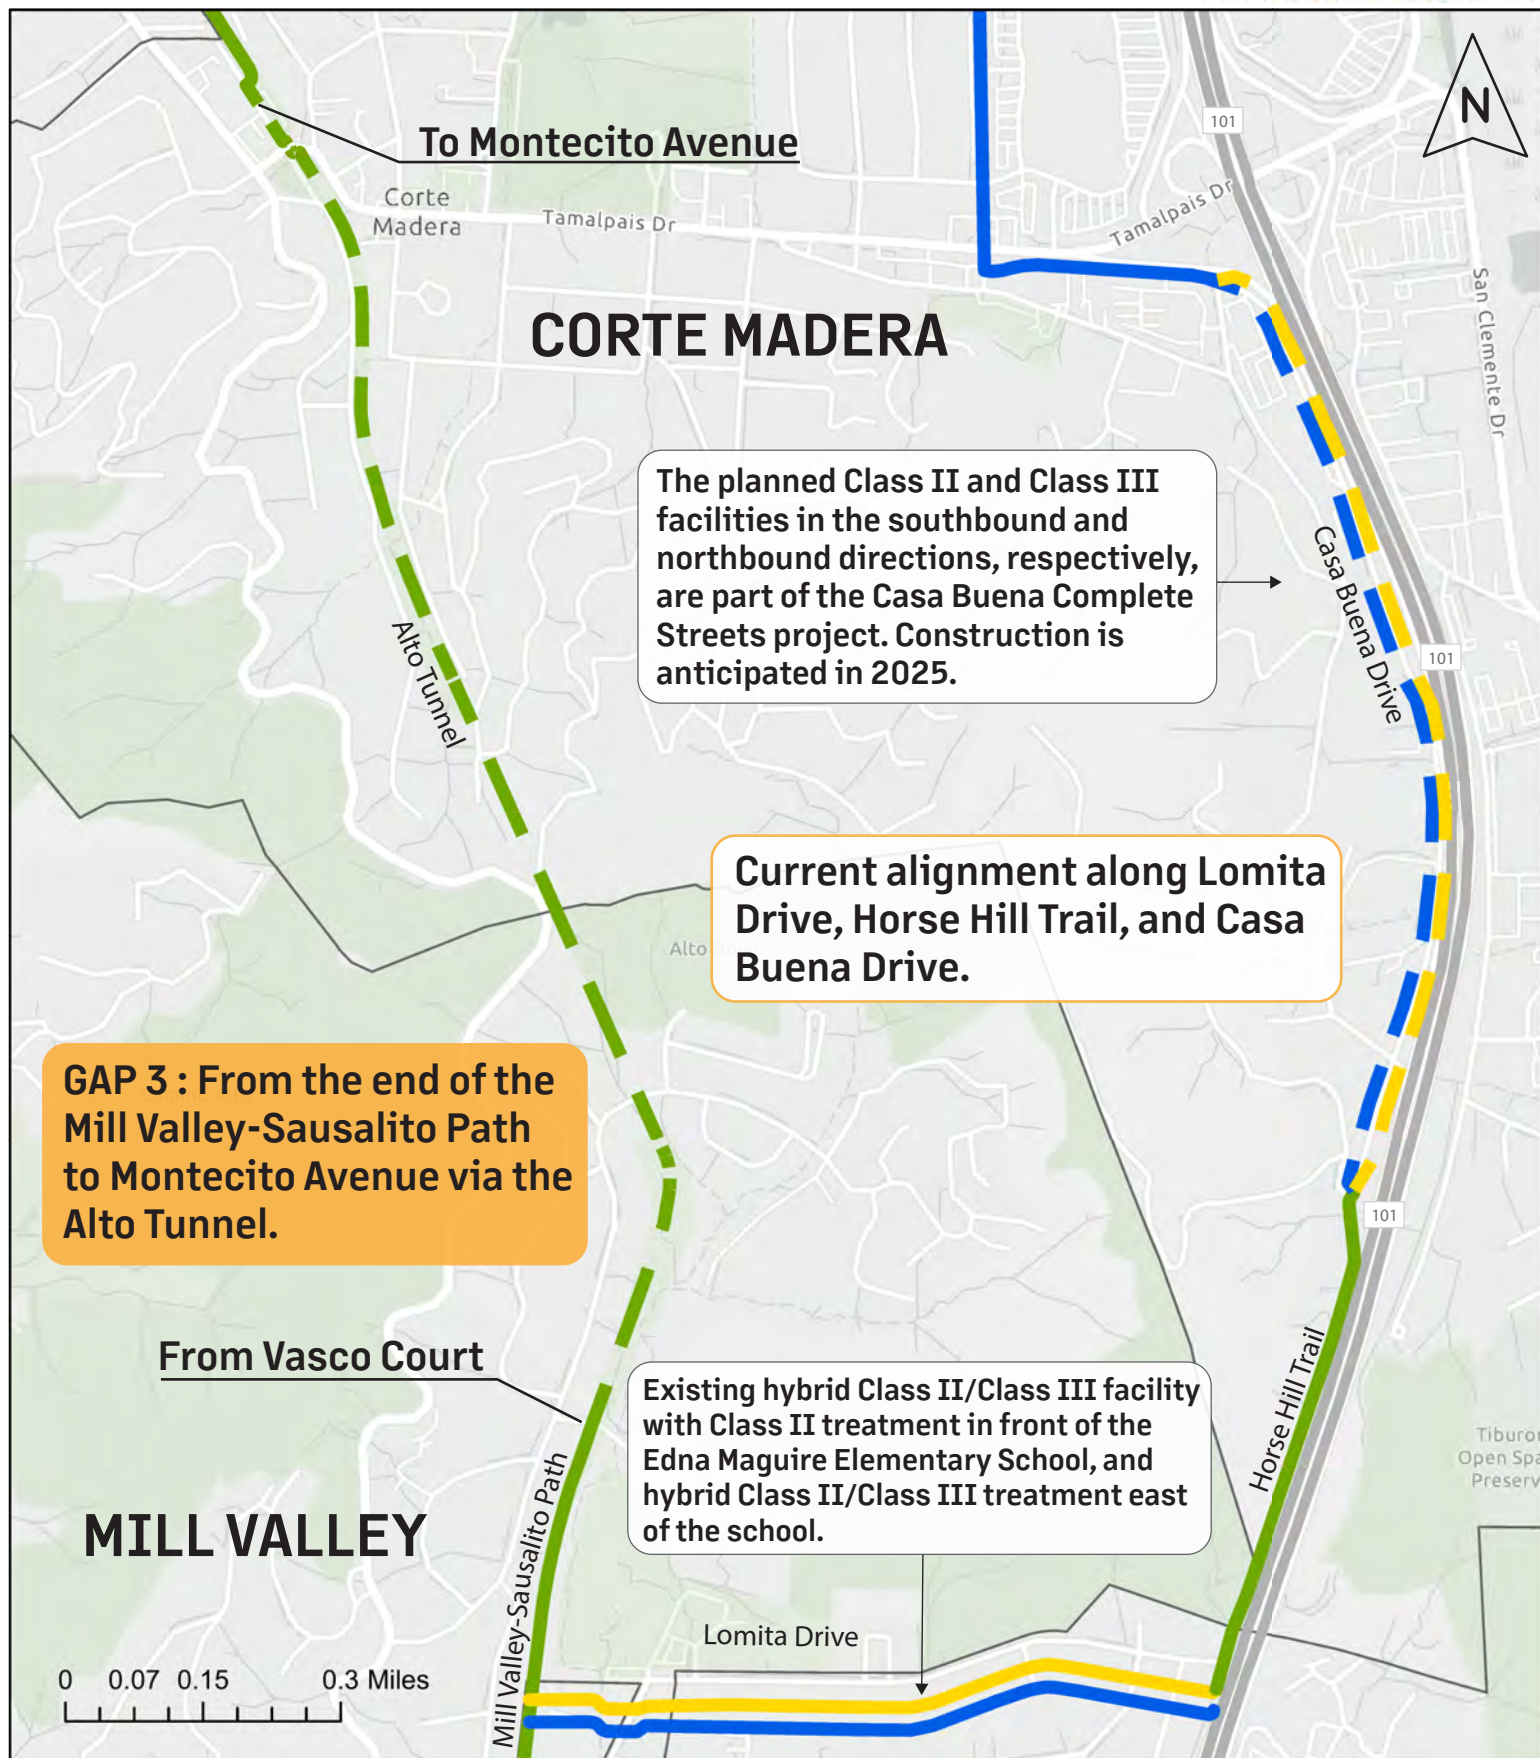 101
N
To Montecito Avenue
Corte
Madera
Tamalpais Dr
Tamalpais Dr
San Clemente Dr
CORTE MADERA
The planned Class II and Class III
facilities in the southbound and
northbound directions, respectively,
are part of the Casa Buena Complete
Streets project. Construction is
anticipated in 2025.
Casa Buena Drive
Alto Tunnel
101
Current alignment along Lomita
Drive, Horse Hill Trail, and Casa
Buena Drive.
Alto
GAP 3 : From the end of the
Mill Valley-Sausalito Path
to Montecito Avenue via the
Alto Tunnel.
101
From Vasco Court
Horse Hill Trail
Existing hybrid Class II/Class III facility
with Class II treatment in front of the
Edna Maguire Elementary School, and
hybrid Class II/Class III treatment east
of the school.
Tiburon
Open Spa
Preserv
MILL VALLEY
Mill Valley-Sausalito Path
Lomita Drive
0 0.07 0.15 0.3 Miles